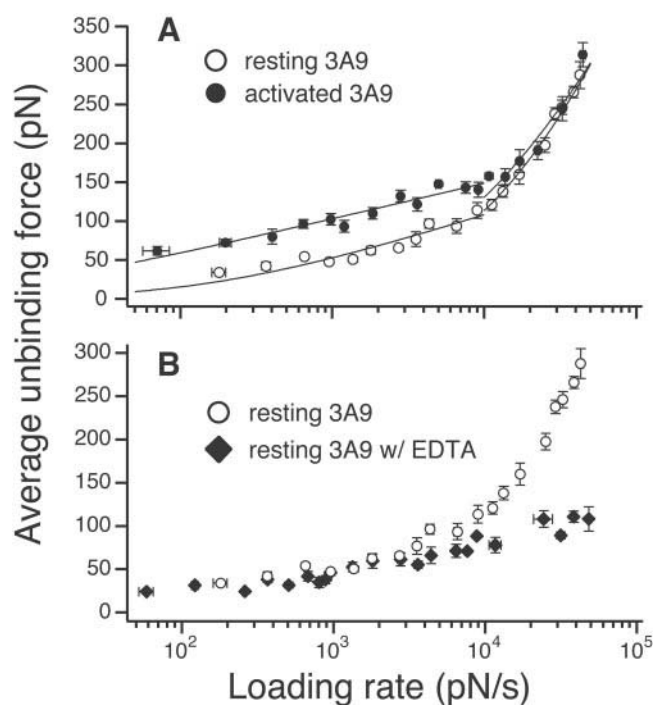 A
resting 3A9
activated 3A9
350
300
250
200
150
100
50
0
B
resting 3A9
resting 3A9 w/ EDTA
300
250
200
150
100
50
0
10² 10³ 10⁴ 10⁵
Loading rate (pN/s)
Average unbinding force (pN)